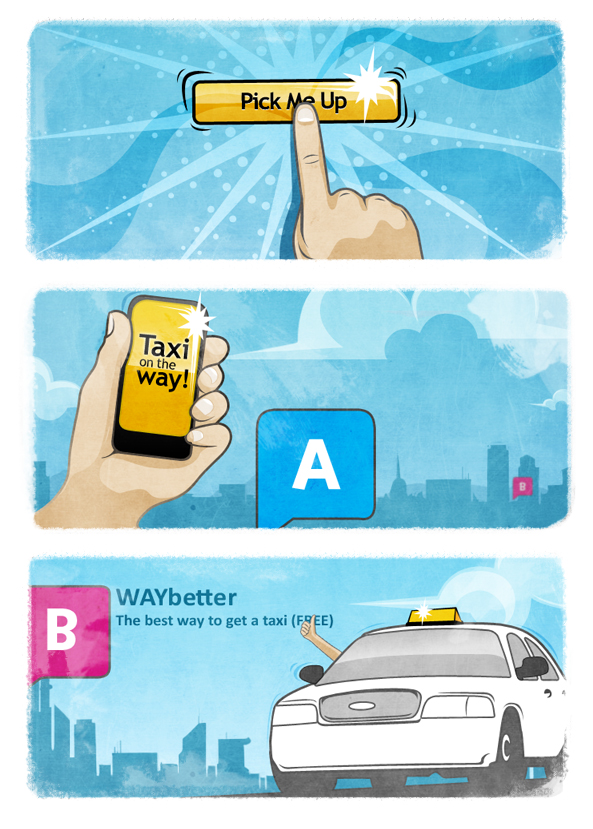 Pick Me Up
Taxi
on the
way!
A
B
B
WAYbetter
The best way to get a taxi (FREE)